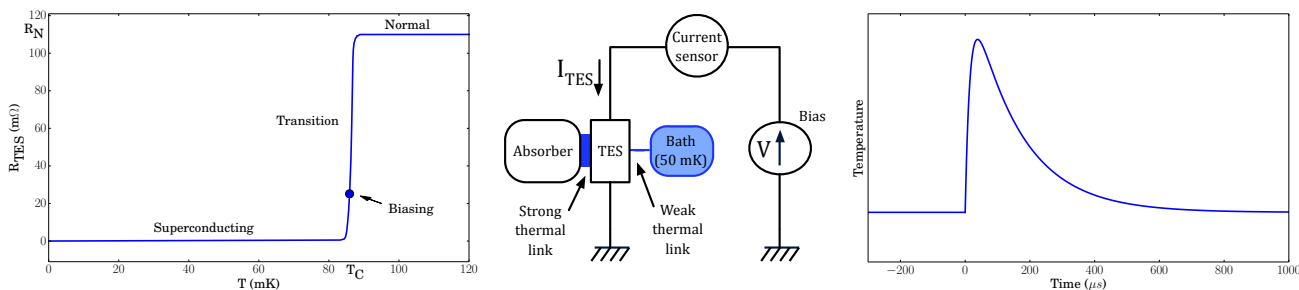 120
R_N
100
80
60
40
20
0
R_TES (mΩ)
Normal
Transition
Biasing
Superconducting
0 20 40 60 80 T_C 100 120
T (mK)
Current
sensor
I_TES
Bias
V
Absorber
TES
Bath
(50 mK)
Strong
thermal
link
Weak
thermal
link
Temperature
−200 0 200 400 600 800 1000
Time (μs)